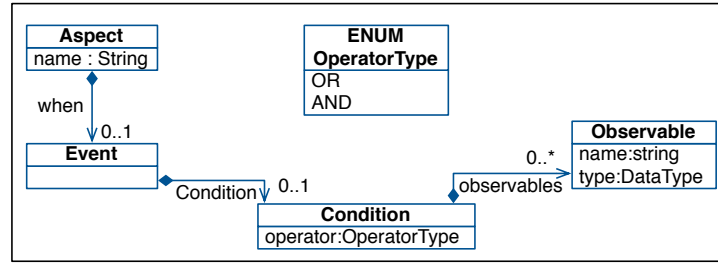 Aspect
name : String
ENUM
OperatorType
OR
AND
when
0..1
Event
Condition
0..1
Condition
operator:OperatorType
0..*
observables
Observable
name:string
type:DataType